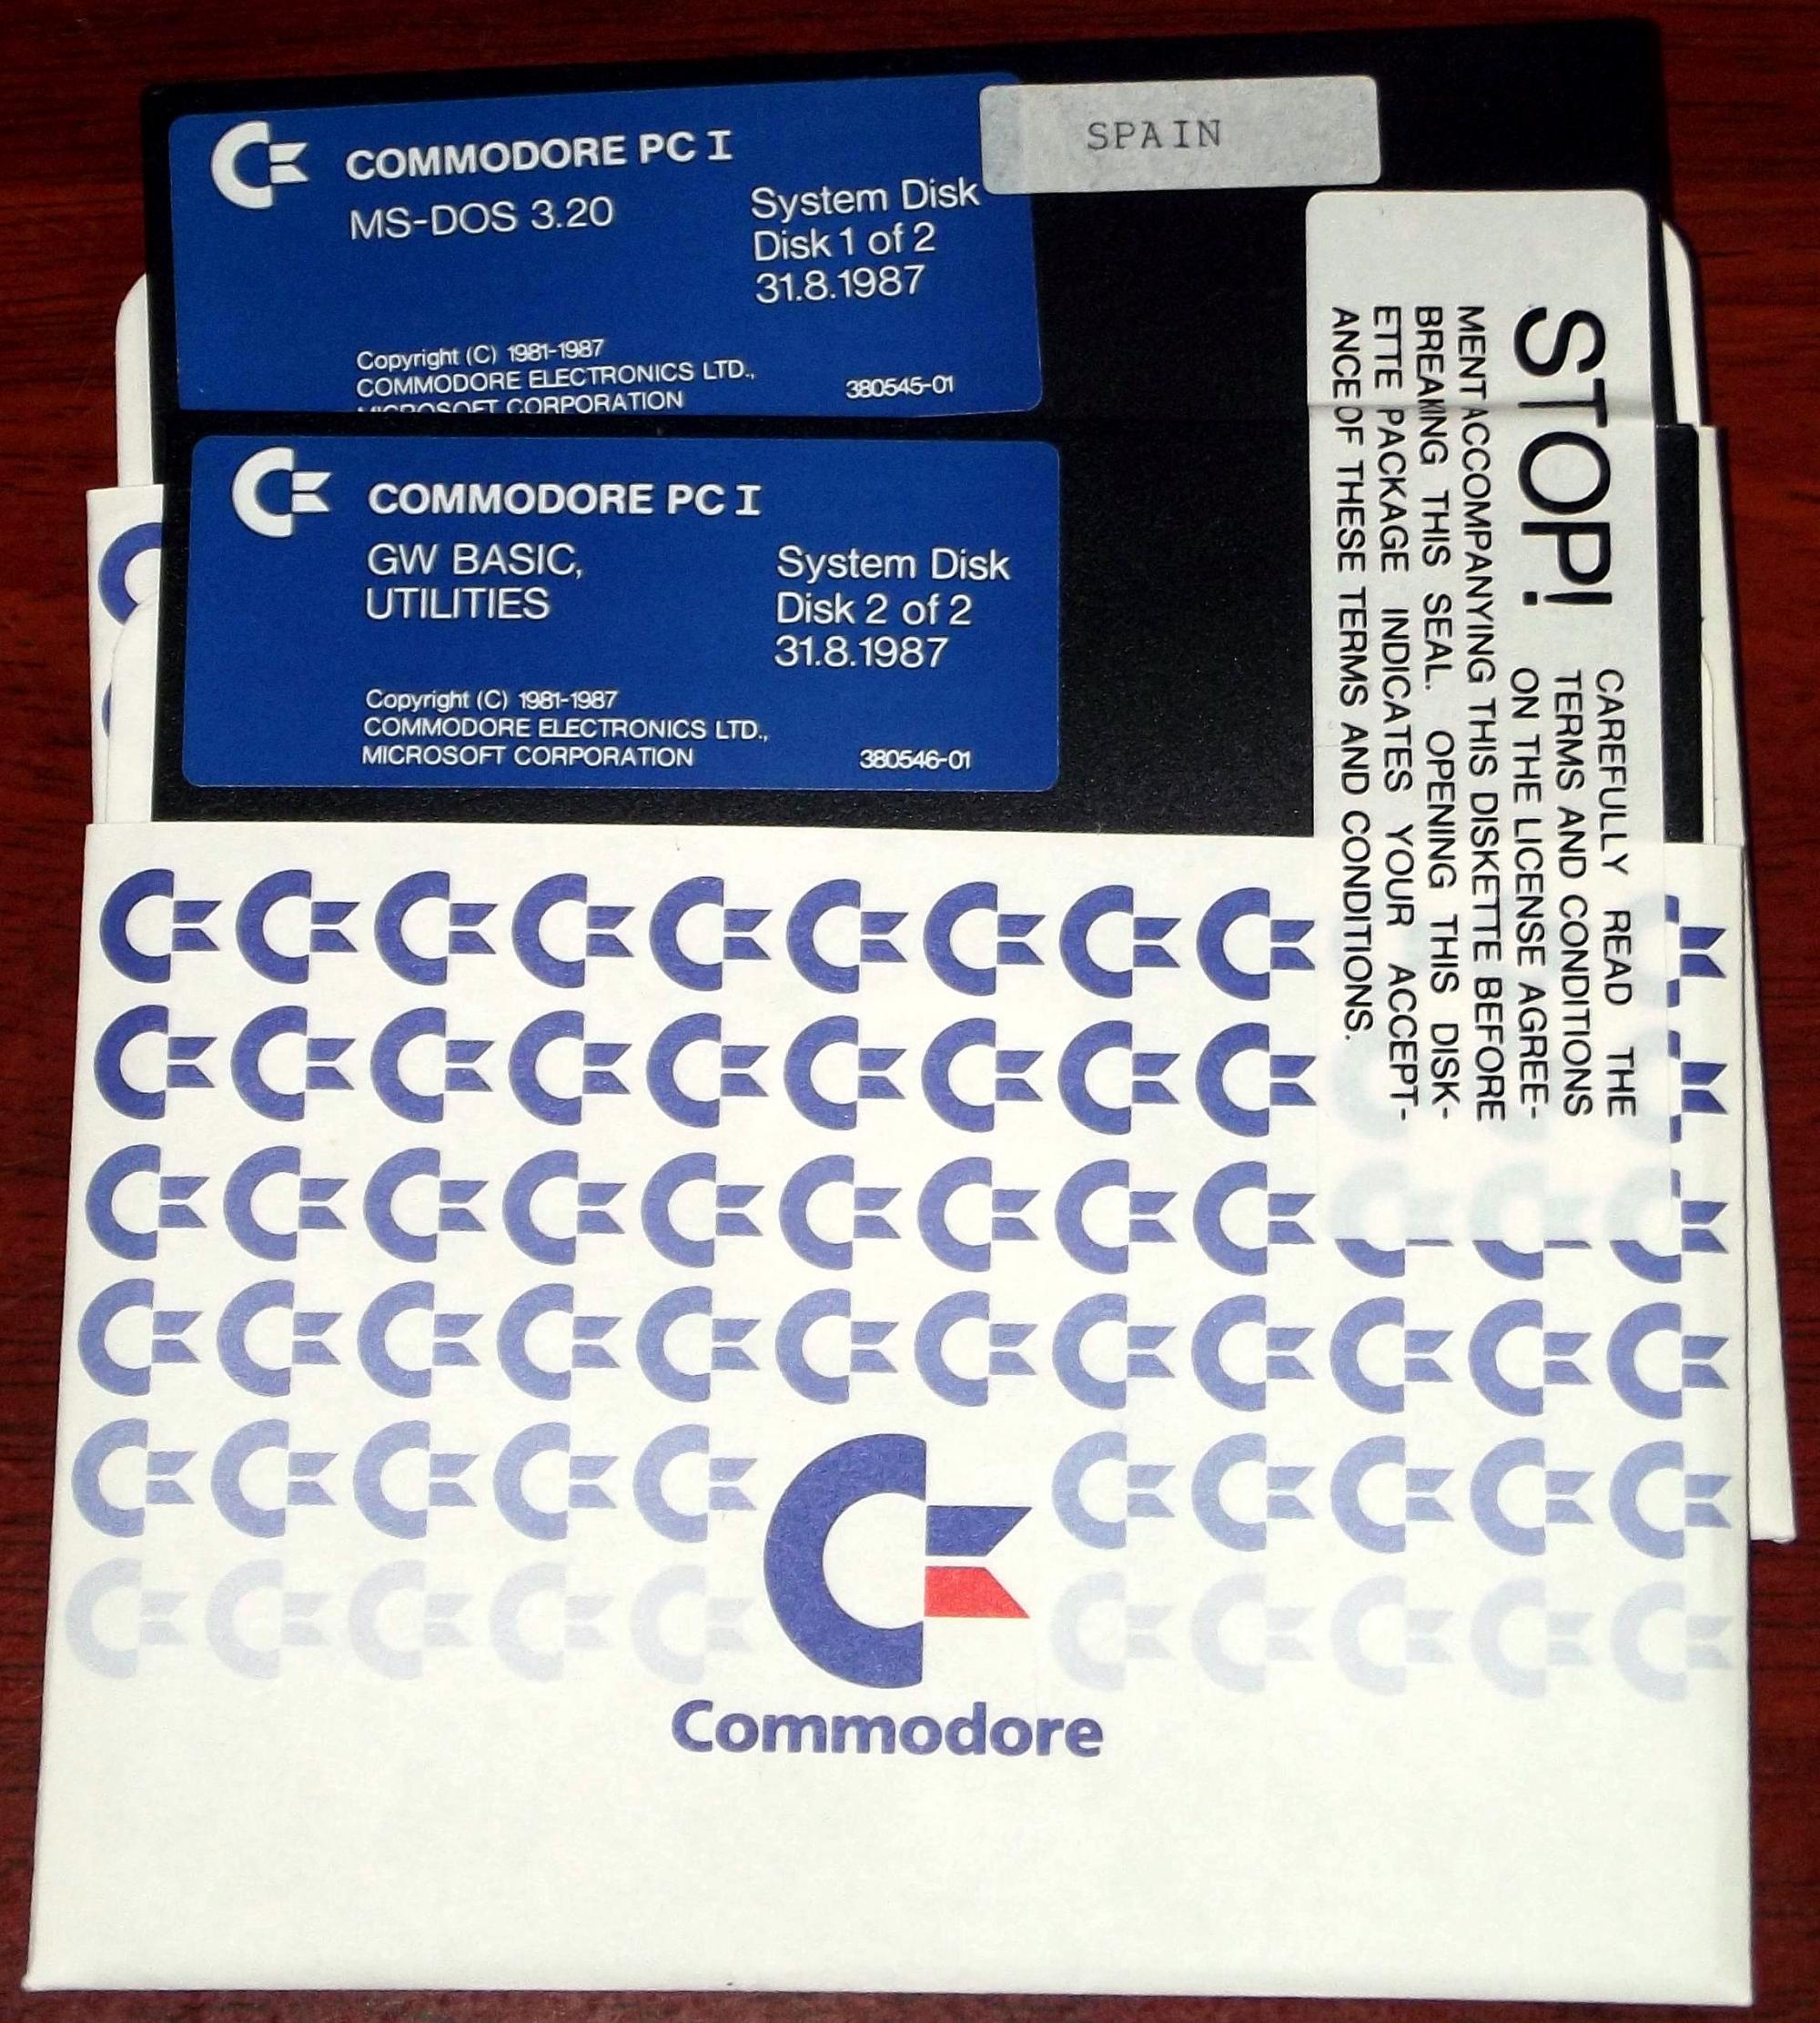 COMMODORE PC I
MS-DOS 3.20
System Disk
Disk 1 of 2
31.8.1987
Copyright (C) 1981-1987
COMMODORE ELECTRONICS LTD.,
MICROSOFT CORPORATION
380545-01
SPAIN
COMMODORE PC I
GW BASIC,
UTILITIES
System Disk
Disk 2 of 2
31.8.1987
Copyright (C) 1981-1987
COMMODORE ELECTRONICS LTD.,
MICROSOFT CORPORATION
380546-01
STOP!
CAREFULLY READ THE
TERMS AND CONDITIONS
ON THE LICENSE AGREE-
MENT ACCOMPANYING THIS DISKETTE BEFORE
BREAKING THIS SEAL. OPENING THIS DISK-
ETTE PACKAGE INDICATES YOUR ACCEPT-
ANCE OF THESE TERMS AND CONDITIONS.
Commodore